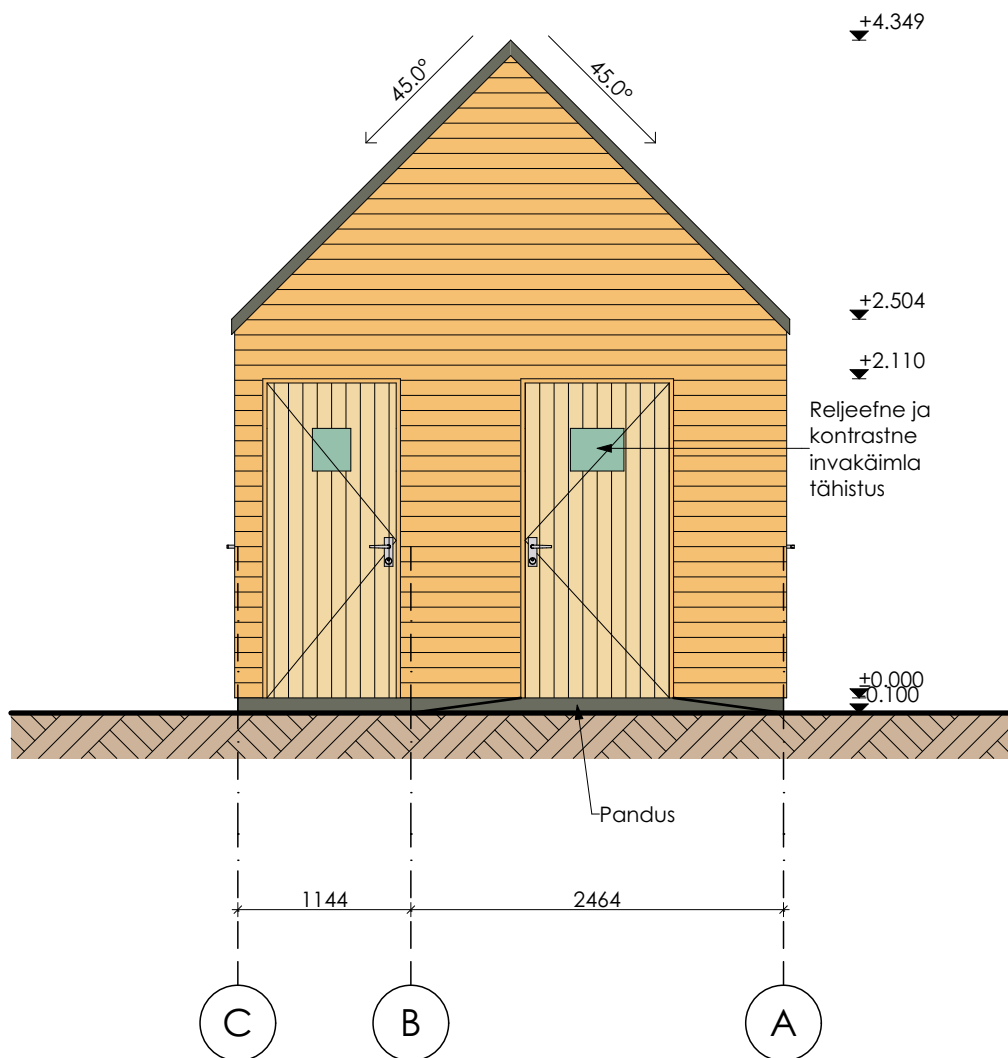 +4.349
45.0°
45.0°
+2.504
+2.110
Reljeefne ja
kontrastne
invakäimla
tähistus
±0.000
0.100
Pandus
1144
2464
C
B
A